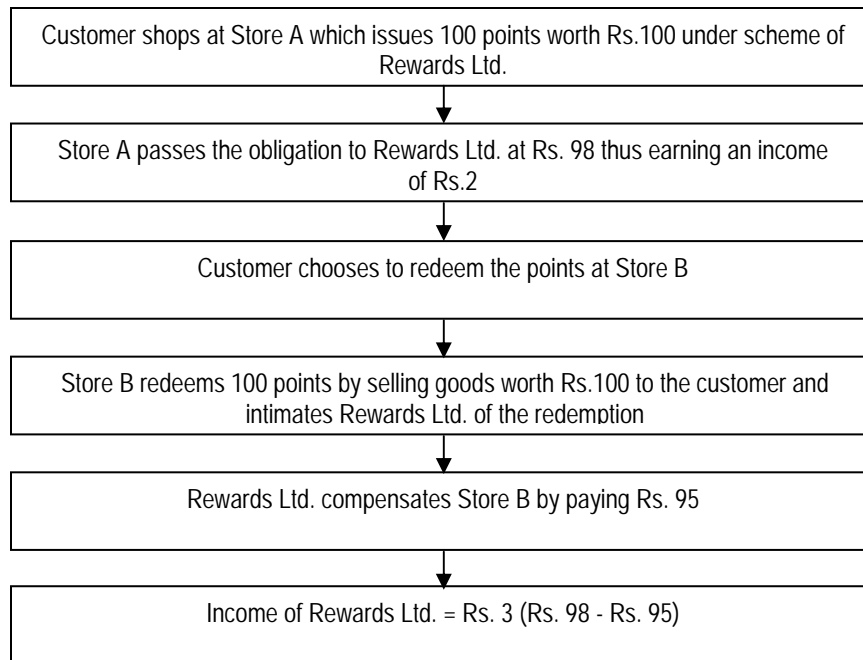 Customer shops at Store A which issues 100 points worth Rs.100 under scheme of
Rewards Ltd.
Store A passes the obligation to Rewards Ltd. at Rs. 98 thus earning an income
of Rs.2
Customer chooses to redeem the points at Store B
Store B redeems 100 points by selling goods worth Rs.100 to the customer and
intimates Rewards Ltd. of the redemption
Rewards Ltd. compensates Store B by paying Rs. 95
Income of Rewards Ltd. = Rs. 3 (Rs. 98 - Rs. 95)